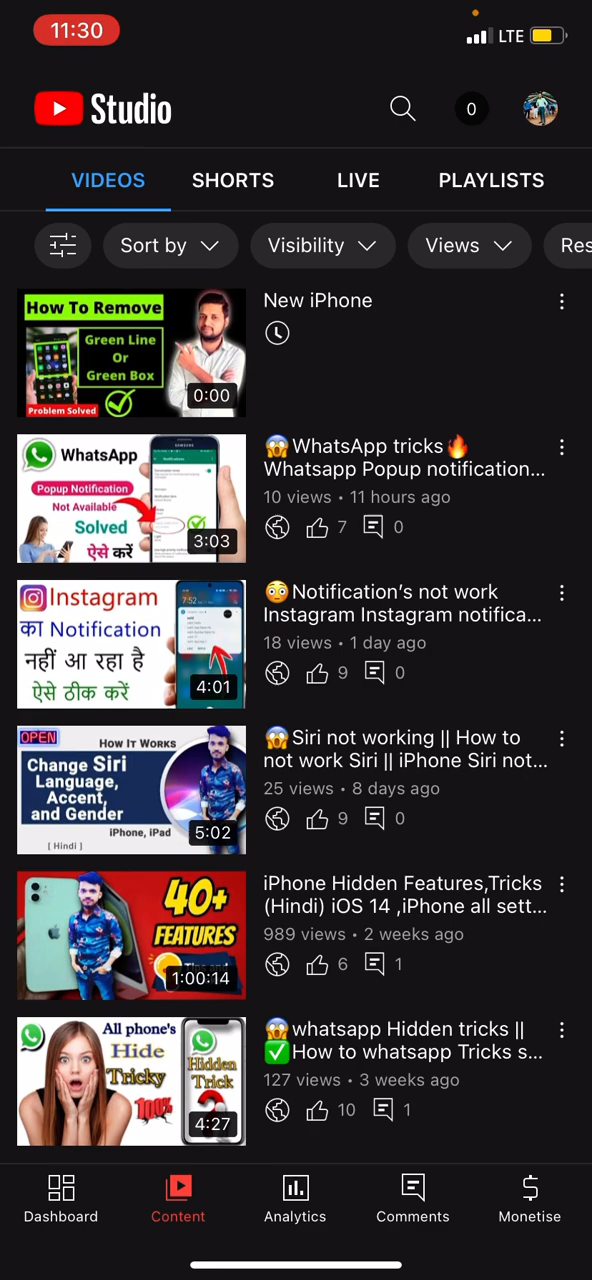 11:30
LTE
Studio
0
VIDEOS
SHORTS
LIVE
PLAYLISTS
Sort by
Visibility
Views
Res
How To Remove
Green Line
Or
Green Box
Problem Solved
0:00
New iPhone
WhatsApp
Popup Notification
Not Available
Solved
ऐसे करें
SAMSUNG
Notifications
3:03
😱WhatsApp tricks🔥
Whatsapp Popup notification...
10 views • 11 hours ago
7
0
Instagram
का Notification
नहीं आ रहा है
ऐसे ठीक करें
7:52
4:01
😳Notification’s not work
Instagram Instagram notifica...
18 views • 1 day ago
9
0
OPEN
How It Works
Change Siri
Language,
Accent,
and Gender
iPhone, iPad
[ Hindi ]
5:02
😱Siri not working || How to
not work Siri || iPhone Siri not...
25 views • 8 days ago
9
0
40+
FEATURES
1:00:14
iPhone Hidden Features,Tricks
(Hindi) iOS 14 ,iPhone all sett...
989 views • 2 weeks ago
6
1
All phone's
Hide
Tricky
100%
Hidden
Trick
?
4:27
😱whatsapp Hidden tricks ||
✅How to whatsapp Tricks s...
127 views • 3 weeks ago
10
1
Dashboard
Content
Analytics
Comments
Monetise